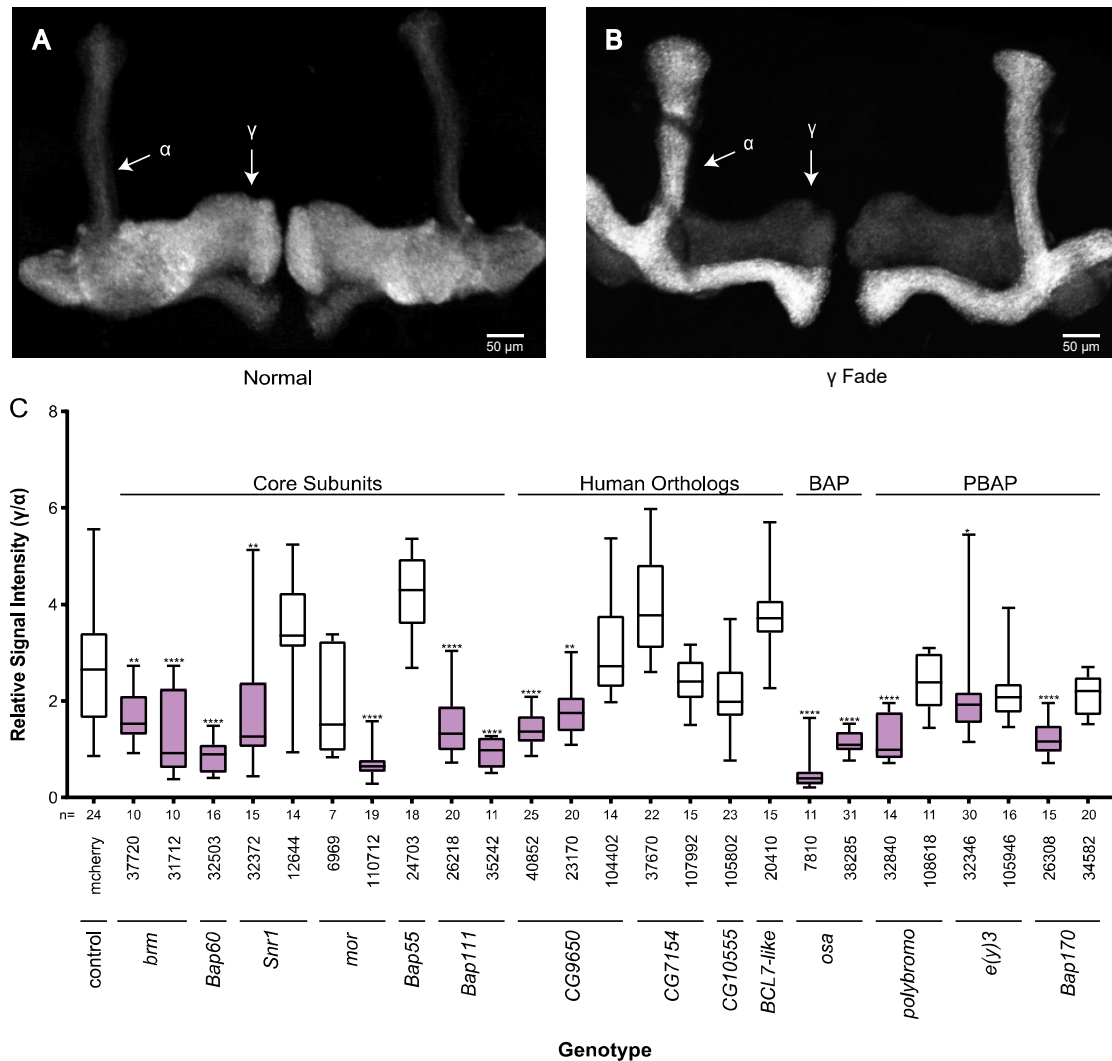 A
B
γ
γ
α
α
50 µm
50 µm
Normal
γ Fade
C
8
6
4
2
0
Relative Signal Intensity (γ/α)
Core Subunits
Human Orthologs
BAP
PBAP
** **** **** ** **** **** **** **** ** **** **** **** * ****
n= 24 10 10 16 15 14 7 19 18 20 11 25 20 14 22 15 23 15 11 31 14 11 30 16 15 20
mcherry 37720 31712 32503 32372 12644 6969 110712 24703 26218 35242 40852 23170 104402 37670 107992 105802 20410 7810 38285 32840 108618 32346 105946 26308 34582
control brm Bap60 Snr1 mor Bap55 Bap111 CG9650 CG7154 CG10555 BCL7-like osa polybromo e(y)3 Bap170
Genotype